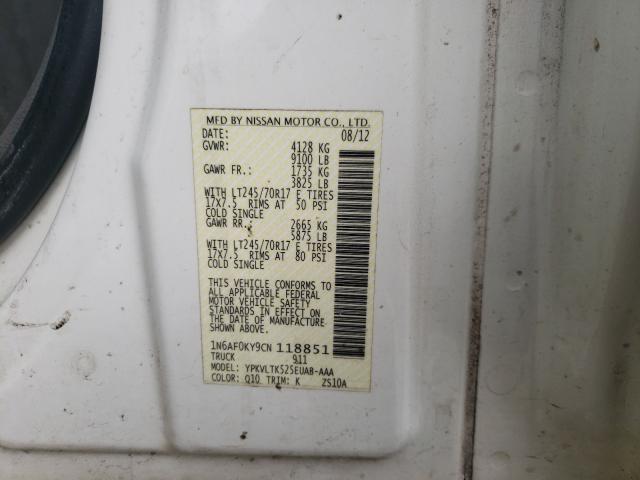 MFD BY NISSAN MOTOR CO., LTD.
DATE: 08/12
GVWR: 4128 KG
9100 LB
GAWR FR.: 1735 KG
3825 LB
WITH LT245/70R17 E TIRES
17X7.5 RIMS AT 50 PSI
COLD SINGLE
GAWR RR.: 2665 KG
5875 LB
WITH LT245/70R17 E TIRES
17X7.5 RIMS AT 80 PSI
COLD SINGLE
THIS VEHICLE CONFORMS TO
ALL APPLICABLE FEDERAL
MOTOR VEHICLE SAFETY
STANDARDS IN EFFECT ON
THE DATE OF MANUFACTURE
SHOWN ABOVE.
1N6AF0KY9CN 118851
TRUCK 911
MODEL: YPKVLTK525EUAB-AAA
COLOR: Q10 TRIM: K ZS10A